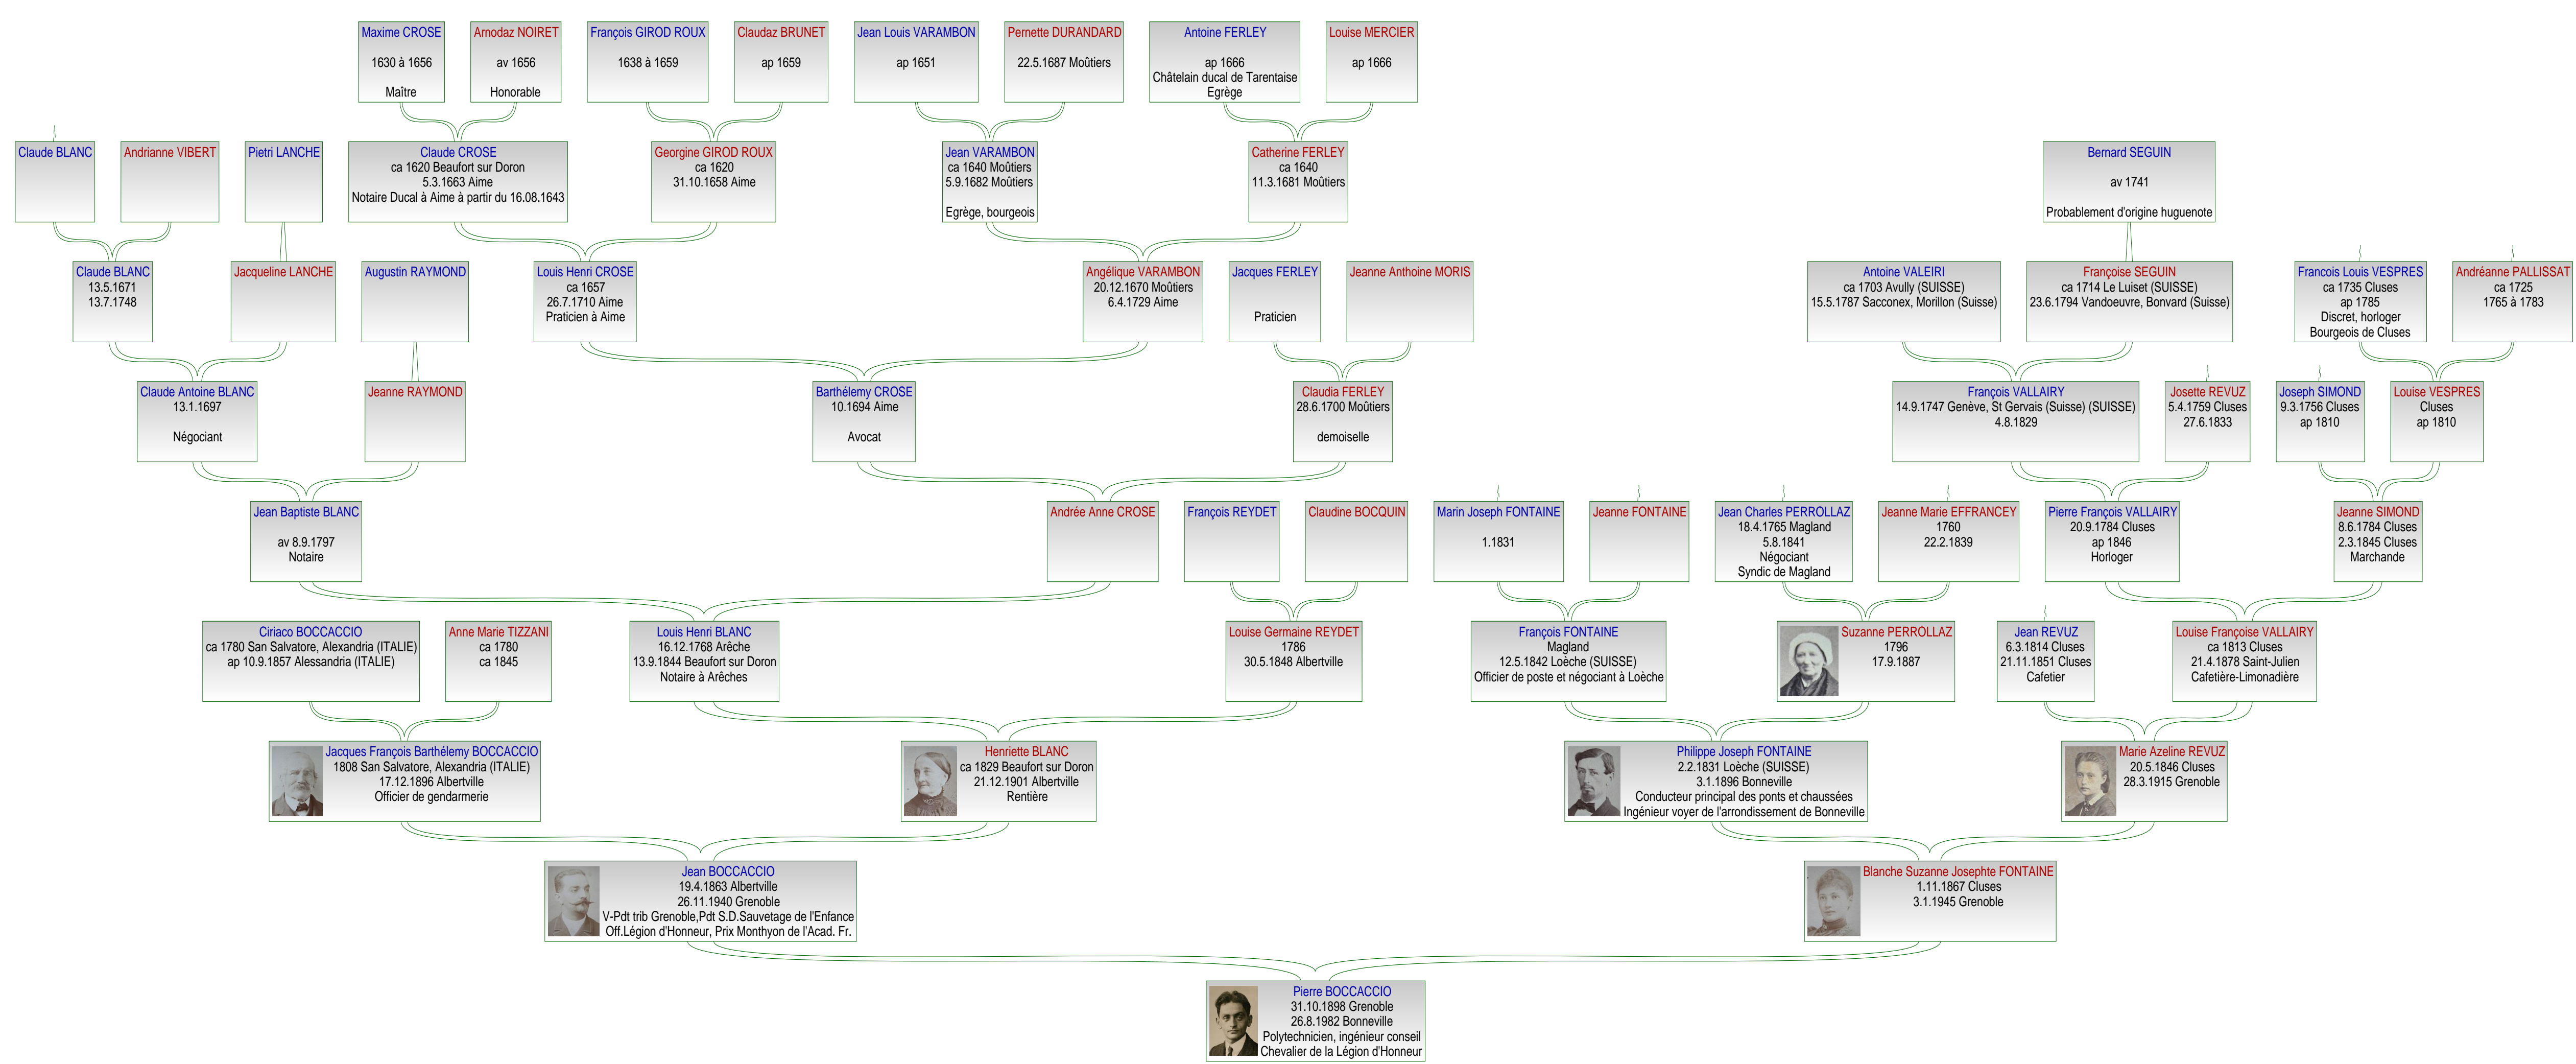 Maxime CROSE
1630 à 1656
Maître
Arnodaz NOIRET
av 1656
Honorable
François GIROD ROUX
1638 à 1659
Claudaz BRUNET
ap 1659
Jean Louis VARAMBON
ap 1651
Pernette DURANDARD
22.5.1687 Moûtiers
Antoine FERLEY
ap 1666
Châtelain ducal de Tarentaise
Egrège
Louise MERCIER
ap 1666
Claude BLANC
Andrianne VIBERT
Pietri LANCHE
Claude CROSE
ca 1620 Beaufort sur Doron
5.3.1663 Aime
Notaire Ducal à Aime à partir du 16.08.1643
Georgine GIROD ROUX
ca 1620
31.10.1658 Aime
Jean VARAMBON
ca 1640 Moûtiers
5.9.1682 Moûtiers
Egrège, bourgeois
Catherine FERLEY
ca 1640
11.3.1681 Moûtiers
Bernard SEGUIN
av 1741
Probablement d'origine huguenote
Claude BLANC
13.5.1671
13.7.1748
Jacqueline LANCHE
Augustin RAYMOND
Louis Henri CROSE
ca 1657
26.7.1710 Aime
Praticien à Aime
Angélique VARAMBON
20.12.1670 Moûtiers
6.4.1729 Aime
Jacques FERLEY
Praticien
Jeanne Anthoine MORIS
Antoine VALEIRI
ca 1703 Avully (SUISSE)
15.5.1787 Sacconex, Morillon (Suisse)
Françoise SEGUIN
ca 1714 Le Luiset (SUISSE)
23.6.1794 Vandoeuvre, Bonvard (Suisse)
Francois Louis VESPRES
ca 1735 Cluses
ap 1785
Discret, horloger
Bourgeois de Cluses
Andréanne PALLISSAT
ca 1725
1765 à 1783
Claude Antoine BLANC
13.1.1697
Négociant
Jeanne RAYMOND
Barthélemy CROSE
10.1694 Aime
Avocat
Claudia FERLEY
28.6.1700 Moûtiers
demoiselle
François VALLAIRY
14.9.1747 Genève, St Gervais (Suisse) (SUISSE)
4.8.1829
Josette REVUZ
5.4.1759 Cluses
27.6.1833
Joseph SIMOND
9.3.1756 Cluses
ap 1810
Louise VESPRES
Cluses
ap 1810
Jean Baptiste BLANC
av 8.9.1797
Notaire
Andrée Anne CROSE
François REYDET
Claudine BOCQUIN
Marin Joseph FONTAINE
1.1831
Jeanne FONTAINE
Jean Charles PERROLLAZ
18.4.1765 Magland
5.8.1841
Négociant
Syndic de Magland
Jeanne Marie EFFRANCEY
1760
22.2.1839
Pierre François VALLAIRY
20.9.1784 Cluses
ap 1846
Horloger
Jeanne SIMOND
8.6.1784 Cluses
2.3.1845 Cluses
Marchande
Ciriaco BOCCACCIO
ca 1780 San Salvatore, Alexandria (ITALIE)
ap 10.9.1857 Alessandria (ITALIE)
Anne Marie TIZZANI
ca 1780
ca 1845
Louis Henri BLANC
16.12.1768 Arêche
13.9.1844 Beaufort sur Doron
Notaire à Arêches
Louise Germaine REYDET
1786
30.5.1848 Albertville
François FONTAINE
Magland
12.5.1842 Loèche (SUISSE)
Officier de poste et négociant à Loèche
Suzanne PERROLLAZ
1796
17.9.1887
Jean REVUZ
6.3.1814 Cluses
21.11.1851 Cluses
Cafetier
Louise Françoise VALLAIRY
ca 1813 Cluses
21.4.1878 Saint-Julien
Cafetière-Limonadière
Jacques François Barthélemy BOCCACCIO
1808 San Salvatore, Alexandria (ITALIE)
17.12.1896 Albertville
Officier de gendarmerie
Henriette BLANC
ca 1829 Beaufort sur Doron
21.12.1901 Albertville
Rentière
Philippe Joseph FONTAINE
2.2.1831 Loèche (SUISSE)
3.1.1896 Bonneville
Conducteur principal des ponts et chaussées
Ingénieur voyer de l'arrondissement de Bonneville
Marie Azeline REVUZ
20.5.1846 Cluses
28.3.1915 Grenoble
Jean BOCCACCIO
19.4.1863 Albertville
26.11.1940 Grenoble
V-Pdt trib Grenoble,Pdt S.D.Sauvetage de l'Enfance
Off.Légion d'Honneur, Prix Monthyon de l'Acad. Fr.
Blanche Suzanne Josephte FONTAINE
1.11.1867 Cluses
3.1.1945 Grenoble
Pierre BOCCACCIO
31.10.1898 Grenoble
26.8.1982 Bonneville
Polytechnicien, ingénieur conseil
Chevalier de la Légion d'Honneur